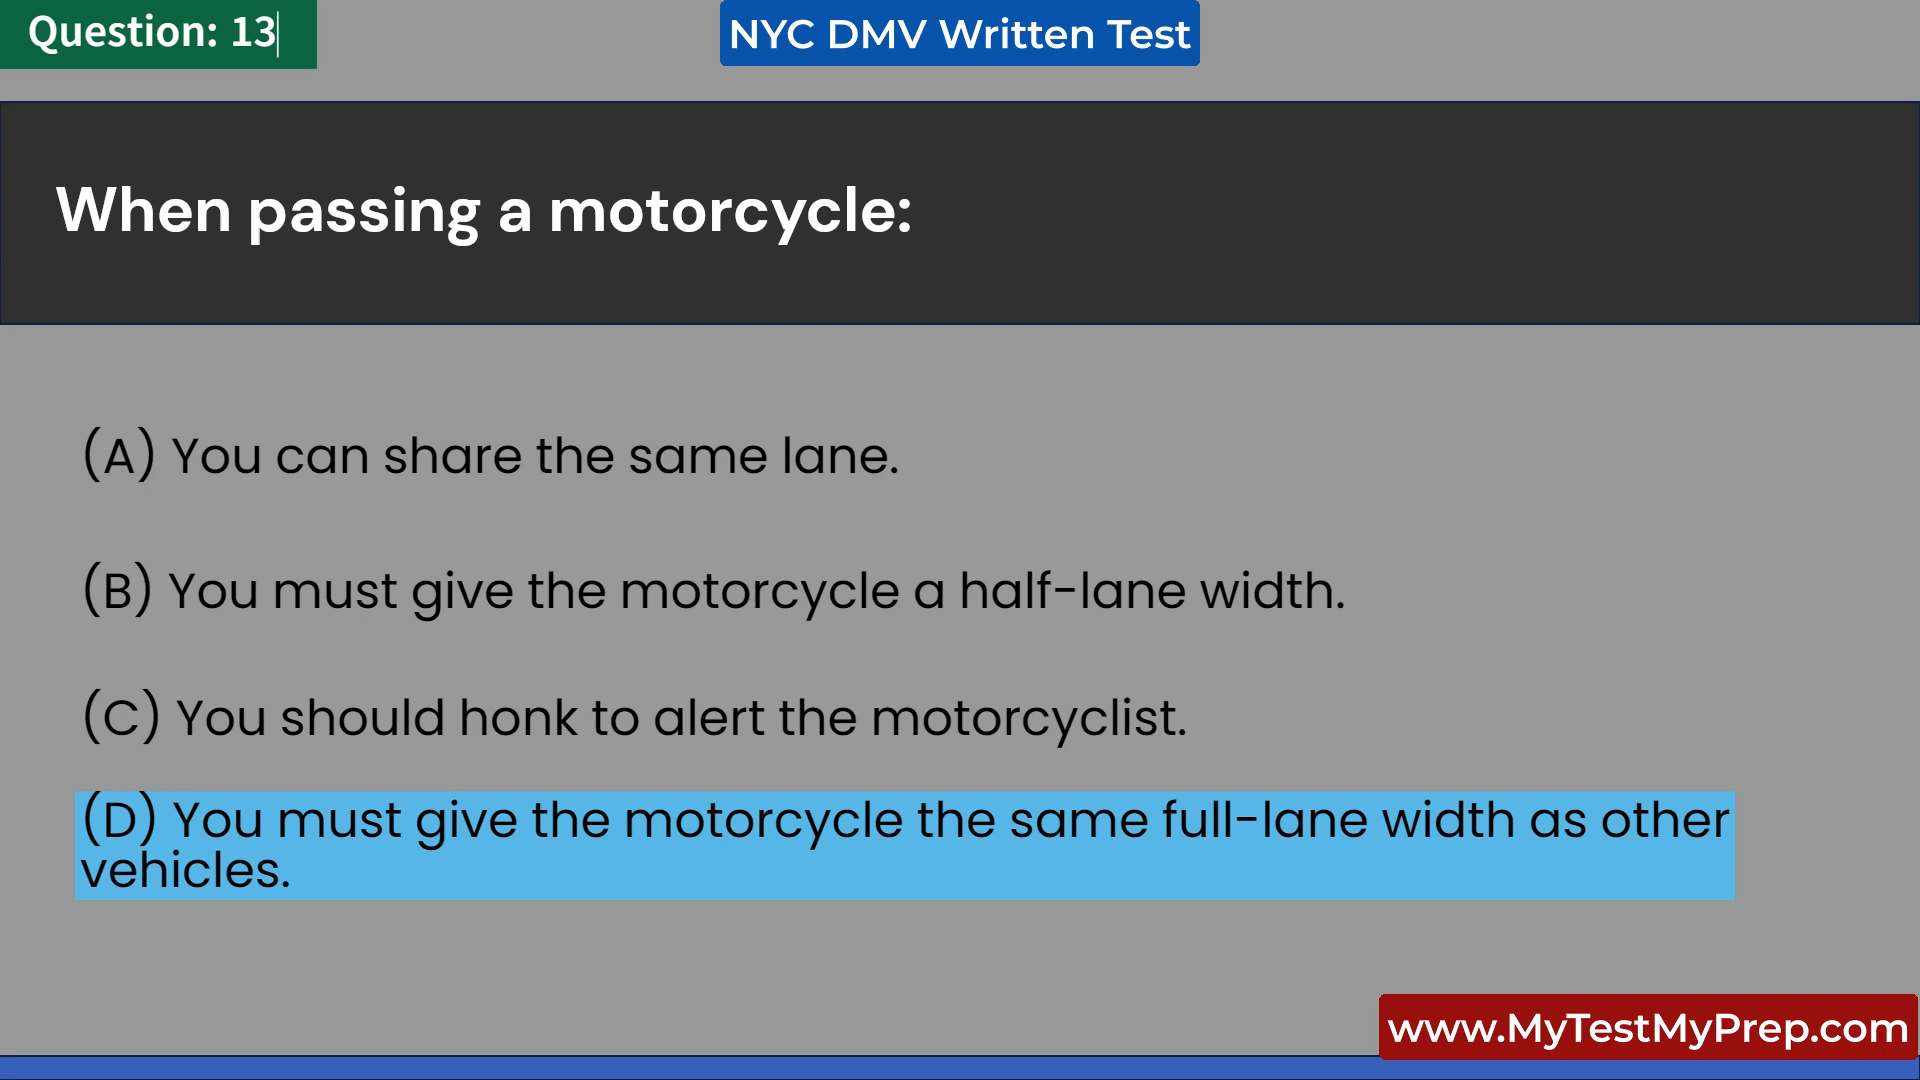 Question: 13
NYC DMV Written Test
When passing a motorcycle:
(A) You can share the same lane.
(B) You must give the motorcycle a half-lane width.
(C) You should honk to alert the motorcyclist.
(D) You must give the motorcycle the same full-lane width as other
vehicles.
www.MyTestMyPrep.com